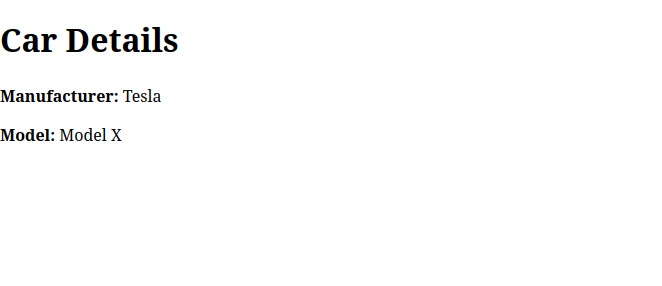 Car Details
Manufacturer: Tesla
Model: Model X